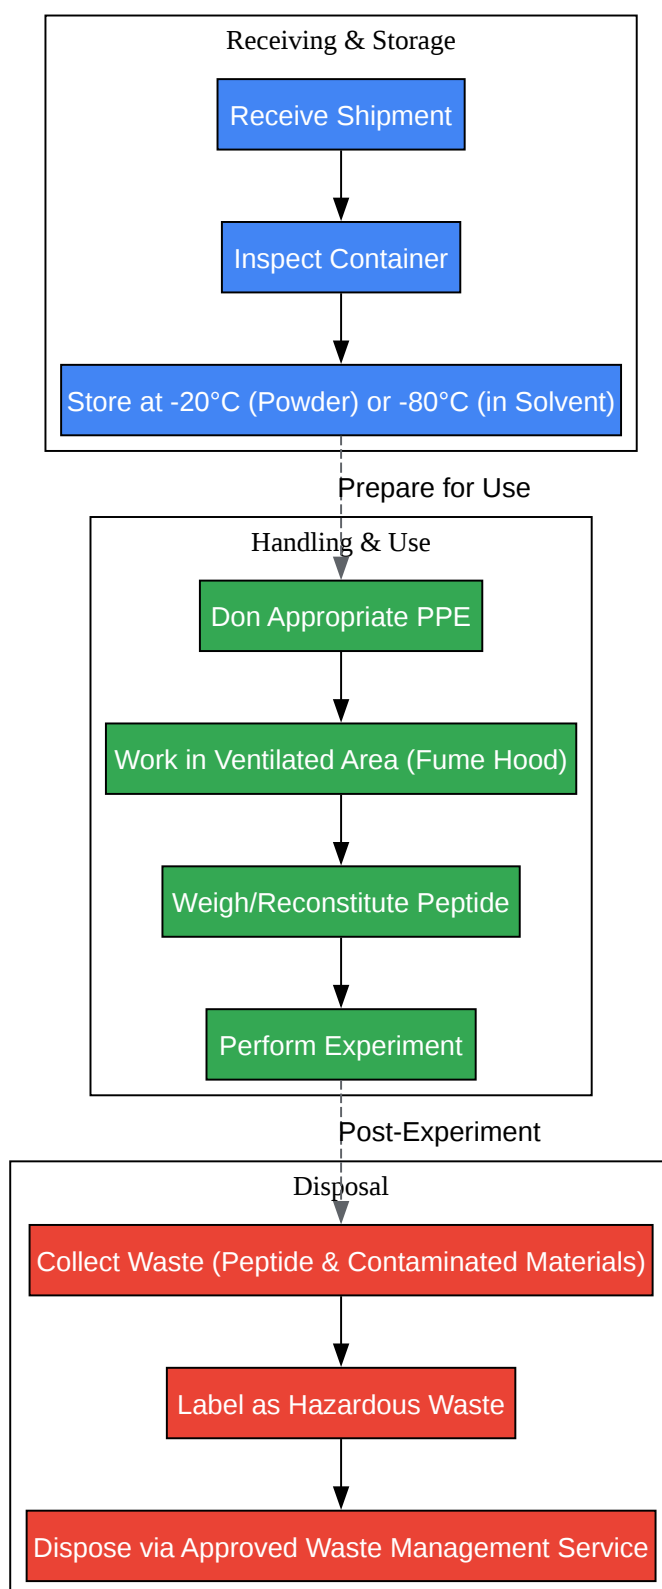 Receiving & Storage
Receive Shipment
Inspect Container
Store at -20°C (Powder) or -80°C (in Solvent)
Prepare for Use
Handling & Use
Don Appropriate PPE
Work in Ventilated Area (Fume Hood)
Weigh/Reconstitute Peptide
Perform Experiment
Post-Experiment
Disposal
Collect Waste (Peptide & Contaminated Materials)
Label as Hazardous Waste
Dispose via Approved Waste Management Service